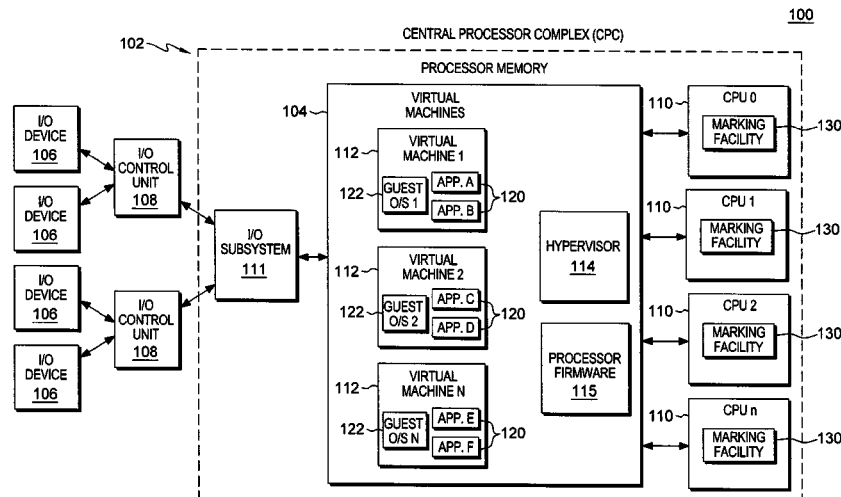 100
CENTRAL PROCESSOR COMPLEX (CPC)
102
PROCESSOR MEMORY
I/O
DEVICE
106
I/O
DEVICE
106
I/O
DEVICE
106
I/O
DEVICE
106
I/O
CONTROL
UNIT
108
I/O
CONTROL
UNIT
108
I/O
SUBSYSTEM
111
104
VIRTUAL
MACHINES
112
VIRTUAL
MACHINE 1
122
GUEST
O/S 1
APP. A
APP. B
120
112
VIRTUAL
MACHINE 2
122
GUEST
O/S 2
APP. C
APP. D
120
112
VIRTUAL
MACHINE N
122
GUEST
O/S N
APP. E
APP. F
120
HYPERVISOR
114
PROCESSOR
FIRMWARE
115
110
CPU 0
MARKING
FACILITY
130
110
CPU 1
MARKING
FACILITY
130
110
CPU 2
MARKING
FACILITY
130
110
CPU n
MARKING
FACILITY
130